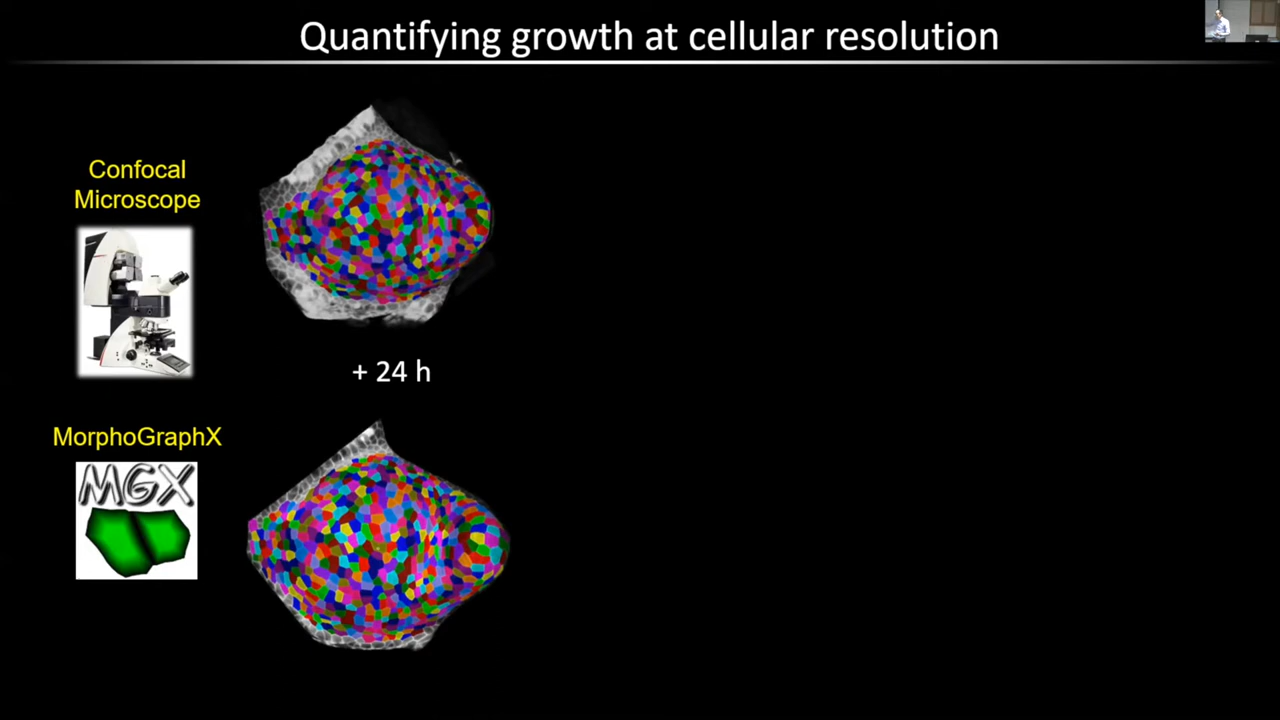 Quantifying growth at cellular resolution
Confocal
Microscope
+ 24 h
MorphoGraphX
MGX